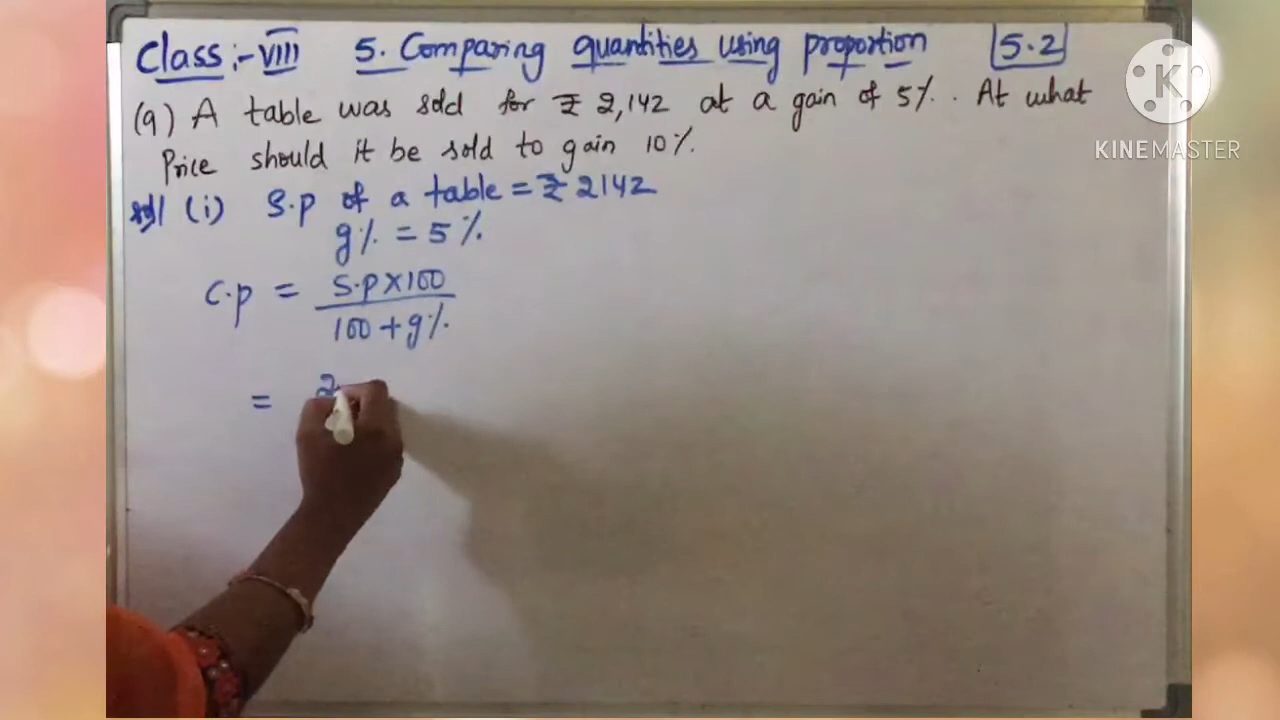 Class:- VIII 5. Comparing quantities using proportion 5.2
(9) A table was sold for ₹ 2,142 at a gain of 5%. At what
Price should it be sold to gain 10%.
sol (i) S.p of a table = ₹ 2142
g% = 5%
C.p = S.p×100
100+g%
= 2
K
KINEMASTER